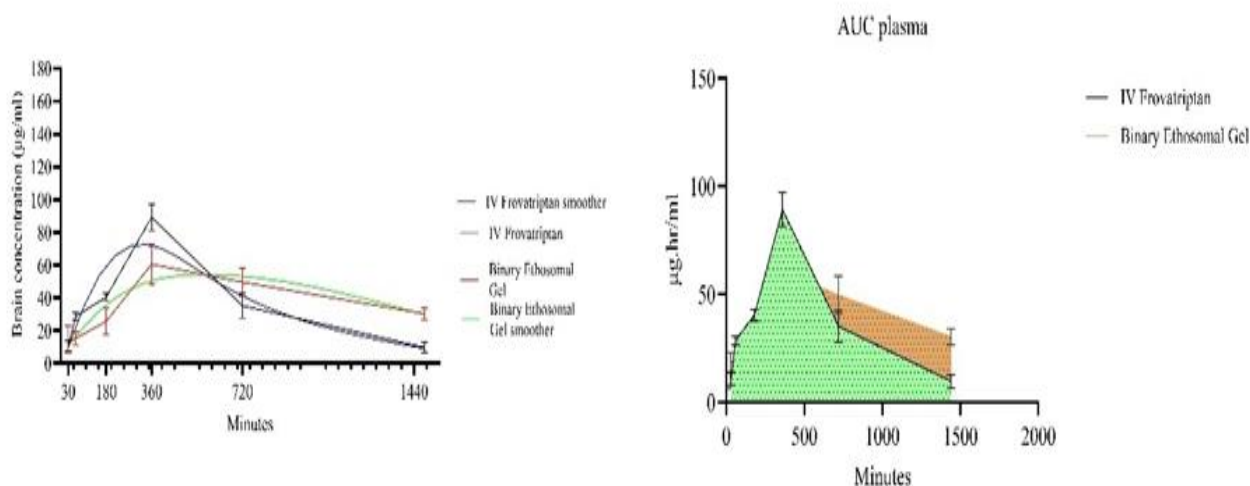 Brain concentration (µg/ml)
180
160
140
120
100
80
60
40
20
0
30
180
360
720
1440
Minutes
IV Frovatriptan smoother
IV Frovatriptan
Binary Ethosomal
Gel
Binary Ethosomal
Gel smoother
AUC plasma
µg.hr/ml
150
100
50
0
0
500
1000
1500
2000
Minutes
IV Frovatriptan
Binary Ethosomal Gel